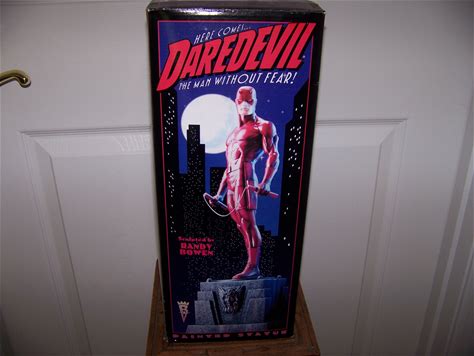 HERE COMES...
DAREDEVIL
THE MAN WITHOUT FEAR!
Sculpted by
RANDY
BOWEN
PAINTED STATUE